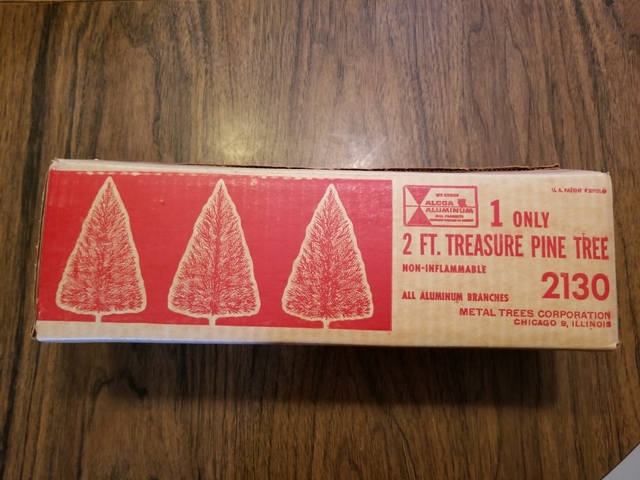 U.S. PATENT
ALCOA
ALUMINUM
1 ONLY
2 FT. TREASURE PINE TREE
NON-INFLAMMABLE
ALL ALUMINUM BRANCHES
2130
METAL TREES CORPORATION
CHICAGO 9, ILLINOIS